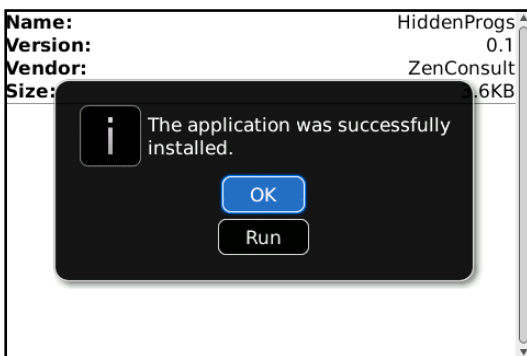 Name: HiddenProgs
Version: 0.1
Vendor: ZenConsult
Size: .6KB
i
The application was successfully
installed.
OK
Run